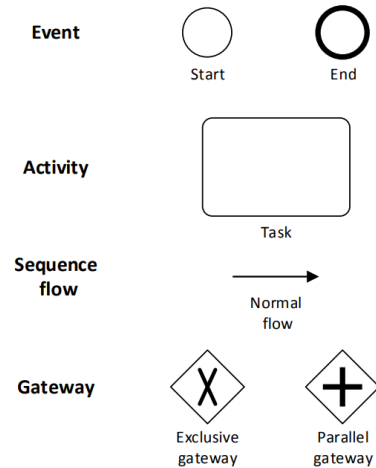 Event
Start
End
Activity
Task
Sequence
flow
Normal
flow
Gateway
X
Exclusive
gateway
Parallel
gateway